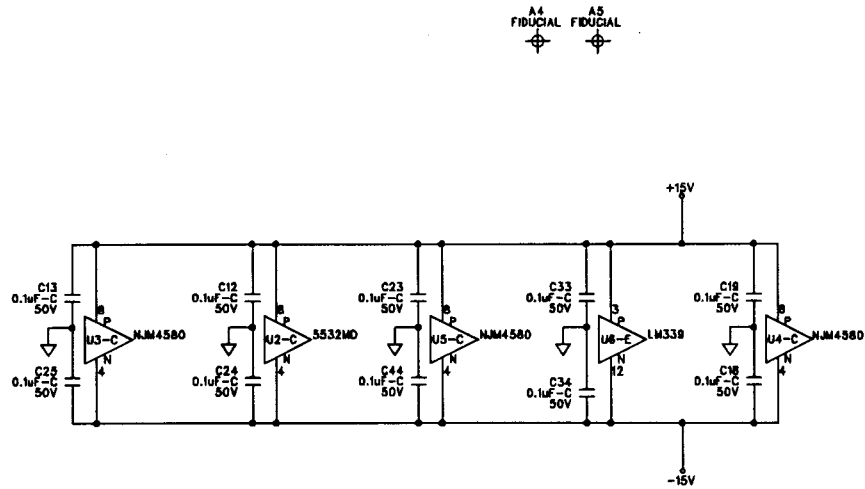 A4 A5
FIDUCIAL FIDUCIAL
+15V
C13 C12 C23 C33 C19
0.1uF-C 0.1uF-C 0.1uF-C 0.1uF-C 0.1uF-C
50V 50V 50V 50V 50V
8 8 8 3 8
P P P P P
U3-C NJM4580 U2-C 5532MD U5-C NJM4580 U6-E LM339 U4-C NJM4580
N N N N N
4 4 4 12 4
C25 C24 C44 C34 C18
0.1uF-C 0.1uF-C 0.1uF-C 0.1uF-C 0.1uF-C
50V 50V 50V 50V 50V
-15V